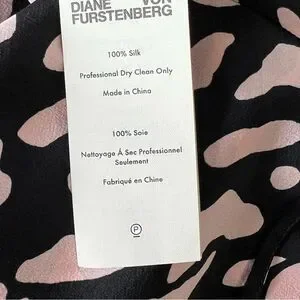 DIANE VON
FURSTENBERG
100% Silk
Professional Dry Clean Only
Made in China
100% Soie
Nettoyage À Sec Professionnel
Seulement
Fabriqué en Chine
P